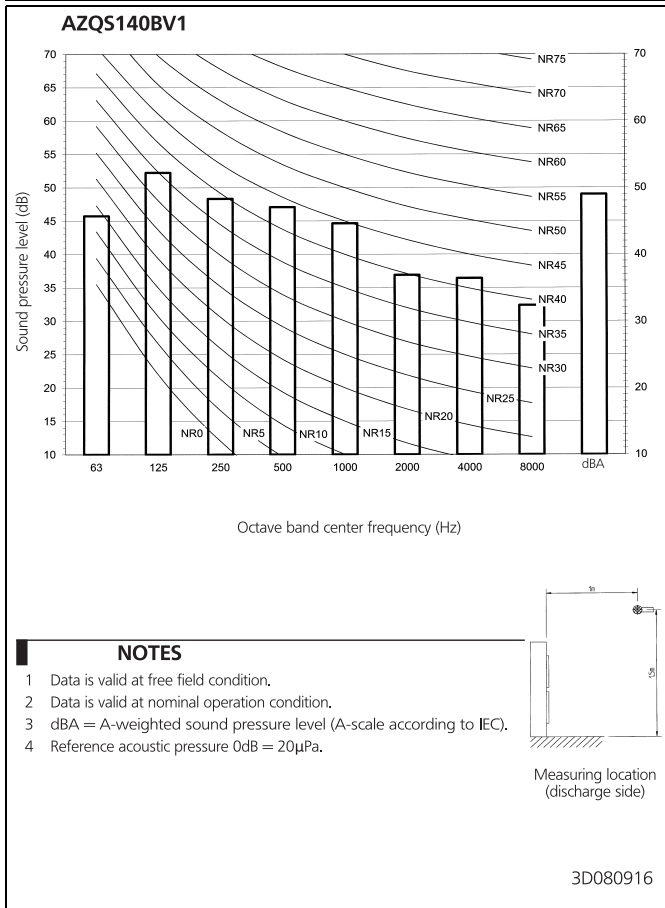 AZQS140BV1
Sound pressure level (dB)
70
65
60
55
50
45
40
35
30
25
20
15
10
NR75
NR70
NR65
NR60
NR55
NR50
NR45
NR40
NR35
NR30
NR25
NR20
NR15
NR10
NR5
NR0
70
60
50
40
30
20
10
63 125 250 500 1000 2000 4000 8000 dBA
Octave band center frequency (Hz)
NOTES
1 Data is valid at free field condition.
2 Data is valid at nominal operation condition.
3 dBA = A-weighted sound pressure level (A-scale according to IEC).
4 Reference acoustic pressure 0dB = 20µPa.
1m
1,5m
Measuring location
(discharge side)
3D080916